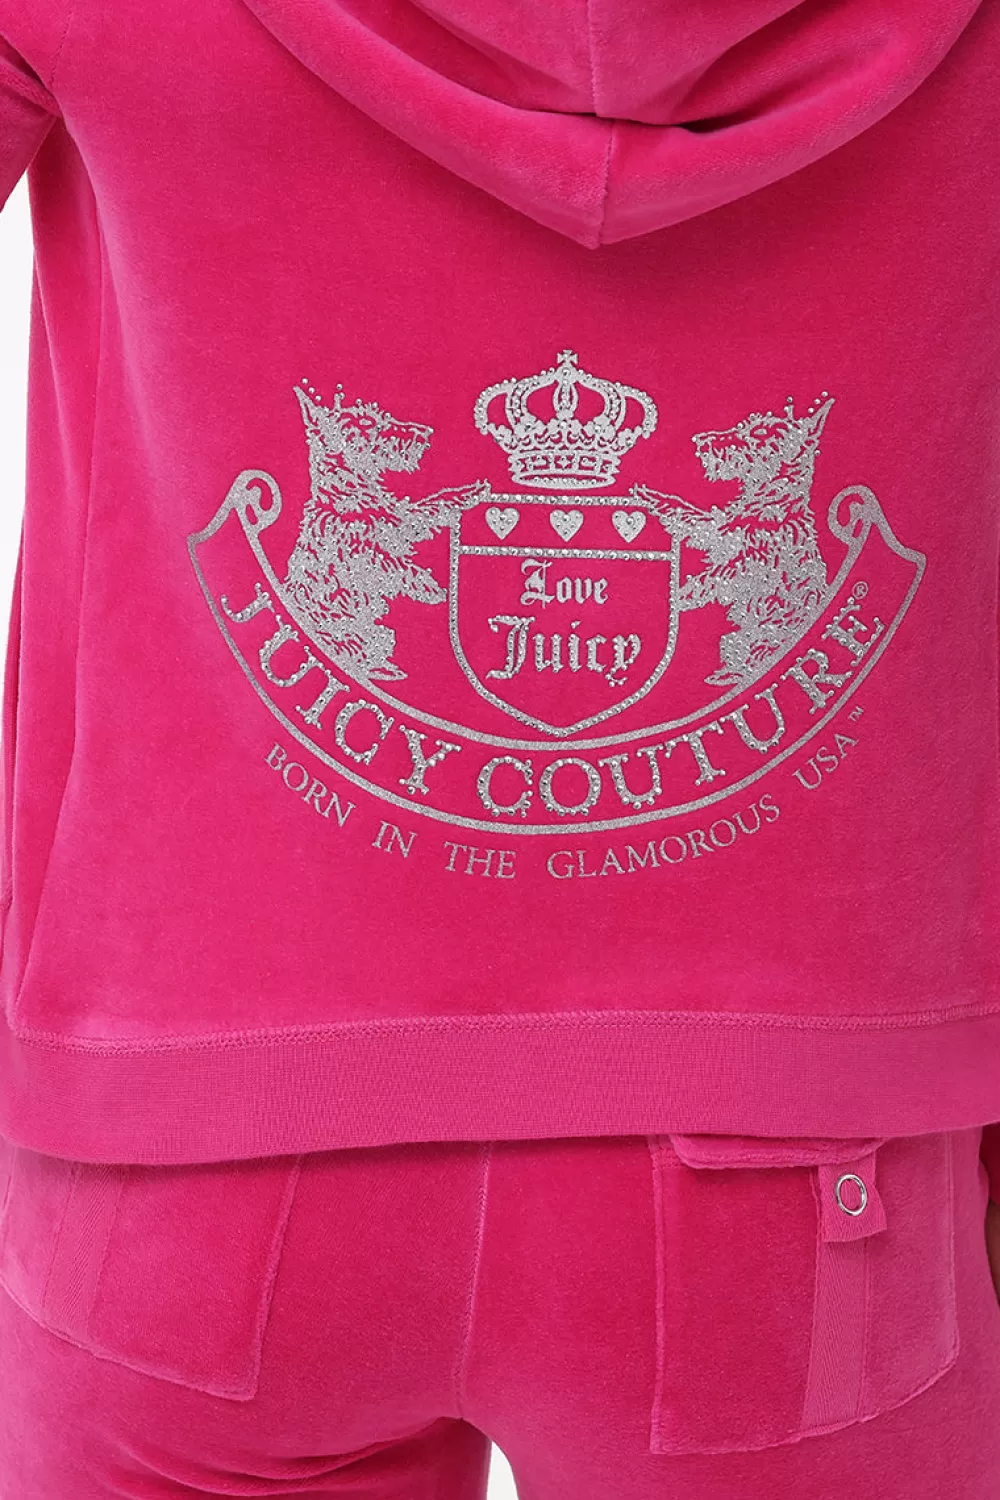 Love
Juicy
JUICY COUTURE®
BORN IN THE GLAMOROUS USA™